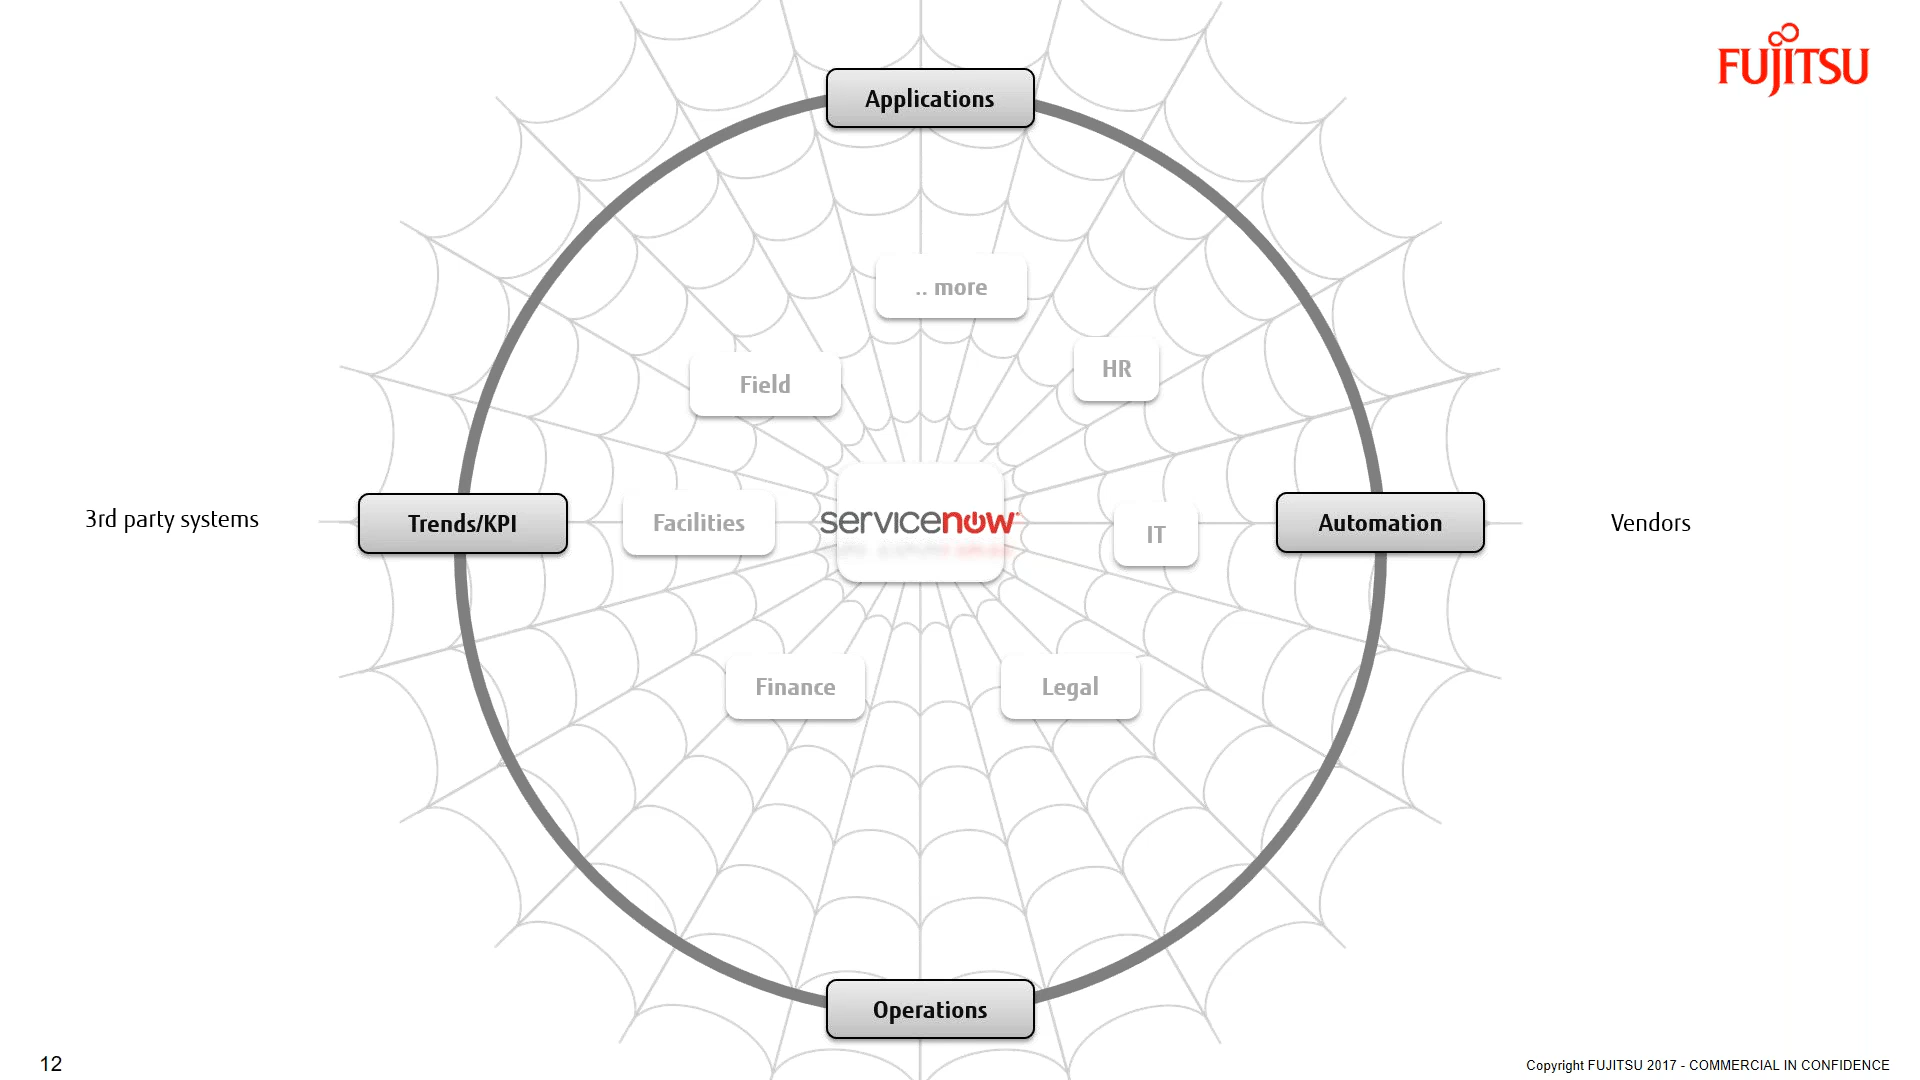 FUJITSU
Applications
.. more
HR
Field
3rd party systems
Trends/KPI
Facilities
servicenow
IT
Automation
Vendors
Finance
Legal
Operations
12
Copyright FUJITSU 2017 - COMMERCIAL IN CONFIDENCE